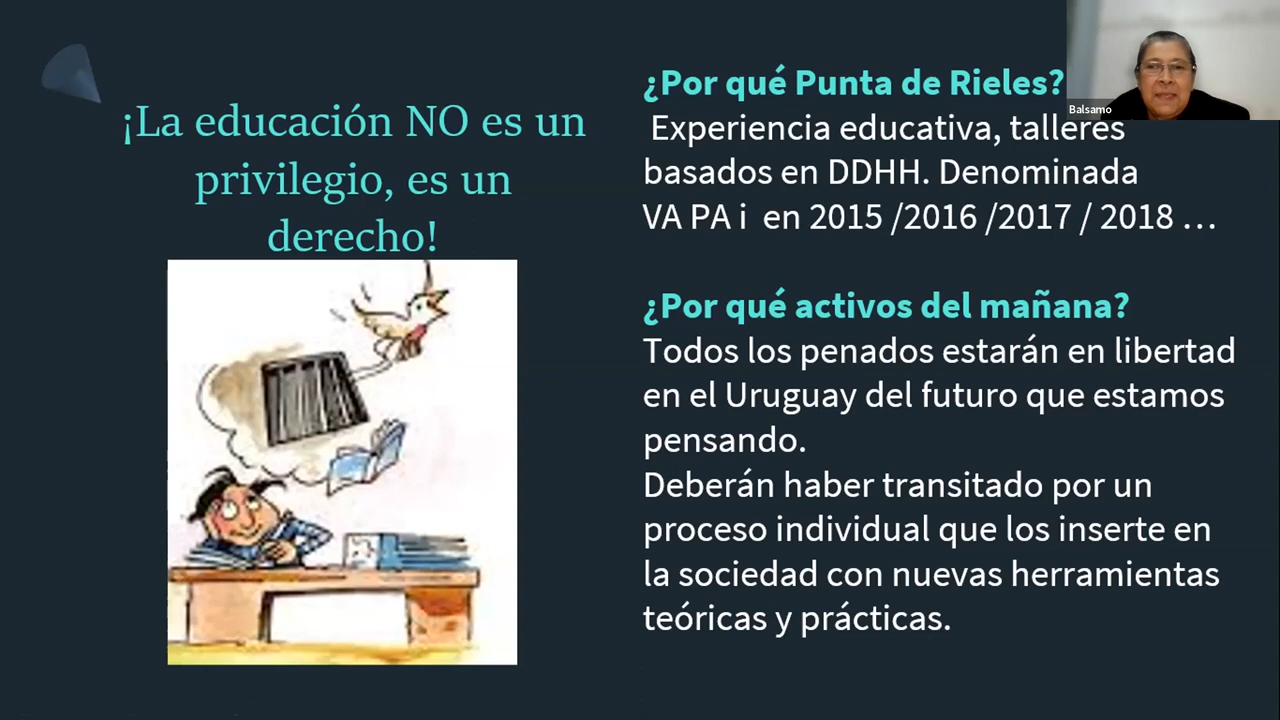 ¡La educación NO es un
privilegio, es un
derecho!
¿Por qué Punta de Rieles?
Experiencia educativa, talleres
basados en DDHH. Denominada
VA PA i en 2015 /2016 /2017 / 2018 …
¿Por qué activos del mañana?
Todos los penados estarán en libertad
en el Uruguay del futuro que estamos
pensando.
Deberán haber transitado por un
proceso individual que los inserte en
la sociedad con nuevas herramientas
teóricas y prácticas.
Balsamo